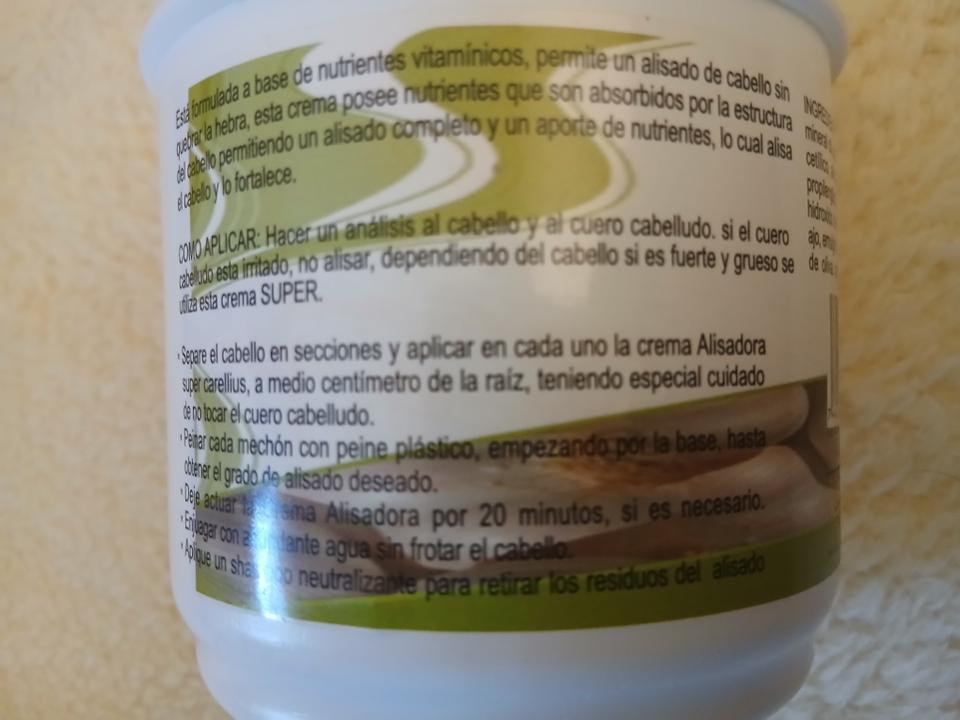 Está formulada a base de nutrientes vitamínicos, permite un alisado de cabello sin
quebrar la hebra, esta crema posee nutrientes que son absorbidos por la estructura
del cabello permitiendo un alisado completo y un aporte de nutrientes, lo cual alisa
el cabello y lo fortalece.
COMO APLICAR: Hacer un análisis al cabello y al cuero cabelludo. si el cuero
cabelludo esta irritado, no alisar, dependiendo del cabello si es fuerte y grueso se
utiliza esta crema SUPER.
· Separe el cabello en secciones y aplicar en cada uno la crema Alisadora
super carellius, a medio centímetro de la raíz, teniendo especial cuidado
de no tocar el cuero cabelludo.
· Peinar cada mechón con peine plástico, empezando por la base, hasta
obtener el grado de alisado deseado.
· Deje actuar la crema Alisadora por 20 minutos, si es necesario.
· Enjuagar con abundante agua sin frotar el cabello.
· Aplique un shampoo neutralizante para retirar los residuos del alisado
mineral
ajo,
de oliva